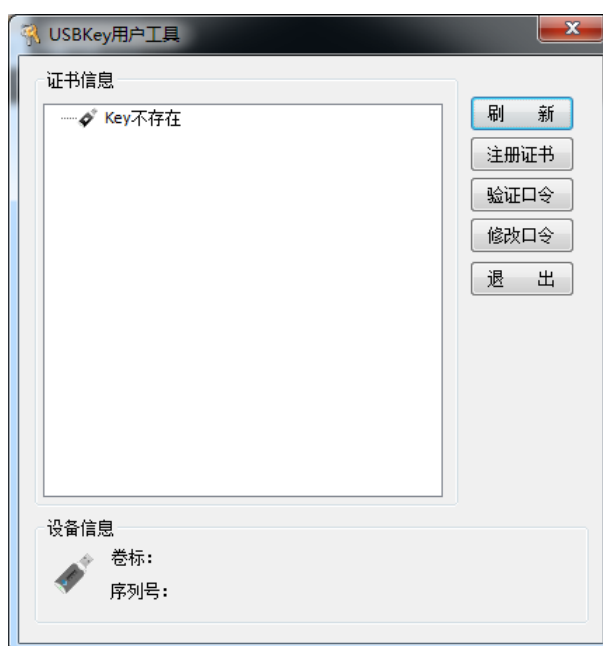 USBKey用户工具
证书信息
Key不存在
刷 新
注册证书
验证口令
修改口令
退 出
设备信息
卷标：
序列号：